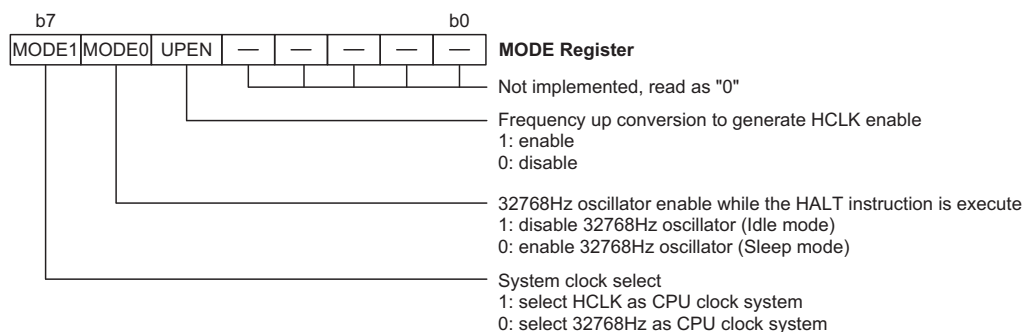 b7 b0
MODE1 MODE0 UPEN — — — — — MODE Register
Not implemented, read as "0"
Frequency up conversion to generate HCLK enable
1: enable
0: disable
32768Hz oscillator enable while the HALT instruction is execute
1: disable 32768Hz oscillator (Idle mode)
0: enable 32768Hz oscillator (Sleep mode)
System clock select
1: select HCLK as CPU clock system
0: select 32768Hz as CPU clock system